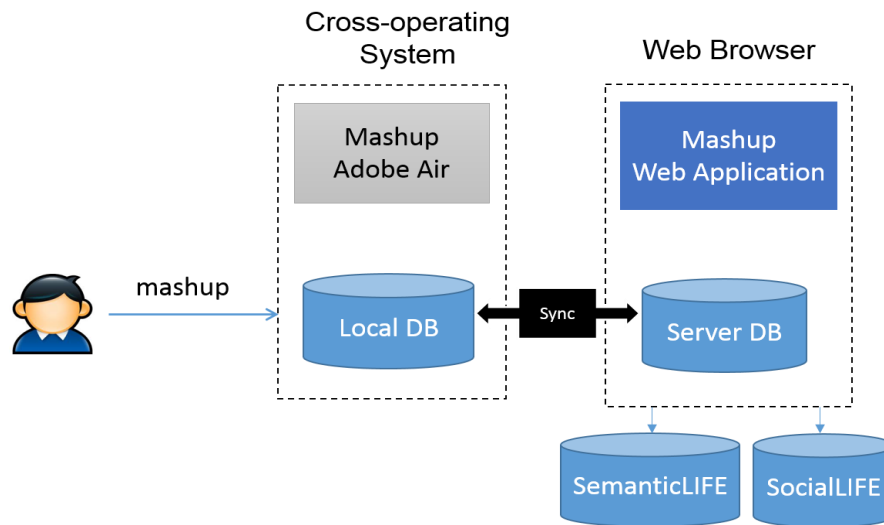 Cross-operating
System
Web Browser
Mashup
Adobe Air
Mashup
Web Application
mashup
Local DB
Sync
Server DB
SemanticLIFE
SocialLIFE